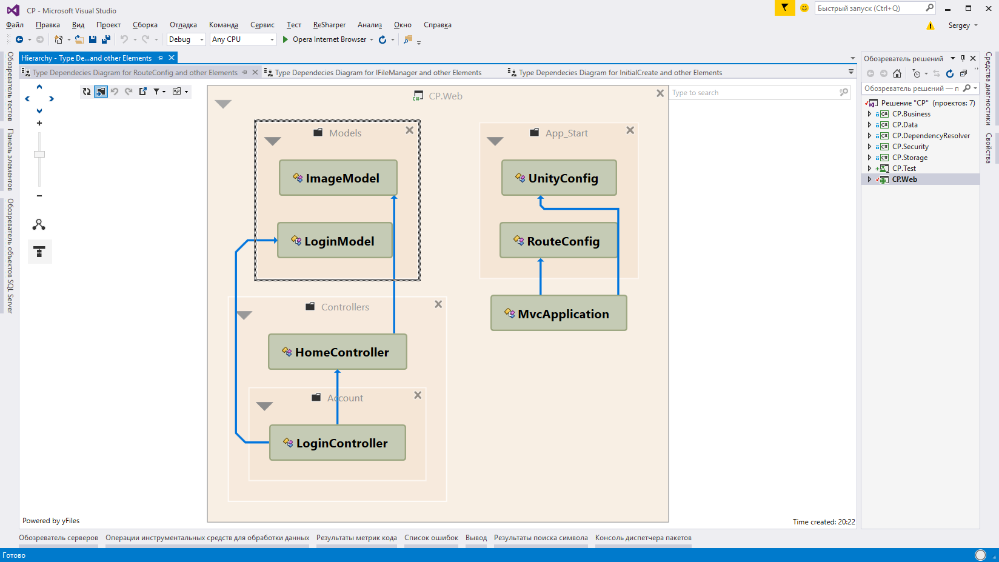 CP - Microsoft Visual Studio
Быстрый запуск (Ctrl+Q)
Файл Правка Вид Проект Сборка Отладка Команда Сервис Тест ReSharper Анализ Окно Справка
Sergey
Debug Any CPU Opera Internet Browser
Обозреватель тестов
Панель элементов
Обозреватель объектов SQL Server
Hierarchy - Type De...and other Elements
Type Dependecies Diagram for RouteConfig and other Elements
Type Dependecies Diagram for IFileManager and other Elements
Type Dependecies Diagram for InitialCreate and other Elements
CP.Web
Type to search
Models
ImageModel
LoginModel
App_Start
UnityConfig
RouteConfig
MvcApplication
Controllers
HomeController
Account
LoginController
Powered by yFiles
Time created: 20:22
Обозреватель решений
Обозреватель решений — п
Решение "CP" (проектов: 7)
CP.Business
CP.Data
CP.DependencyResolver
CP.Security
CP.Storage
CP.Test
CP.Web
Средства диагностики
Свойства
Обозреватель серверов Операции инструментальных средств для обработки данных Результаты метрик кода Список ошибок Вывод Результаты поиска символа Консоль диспетчера пакетов
Готово